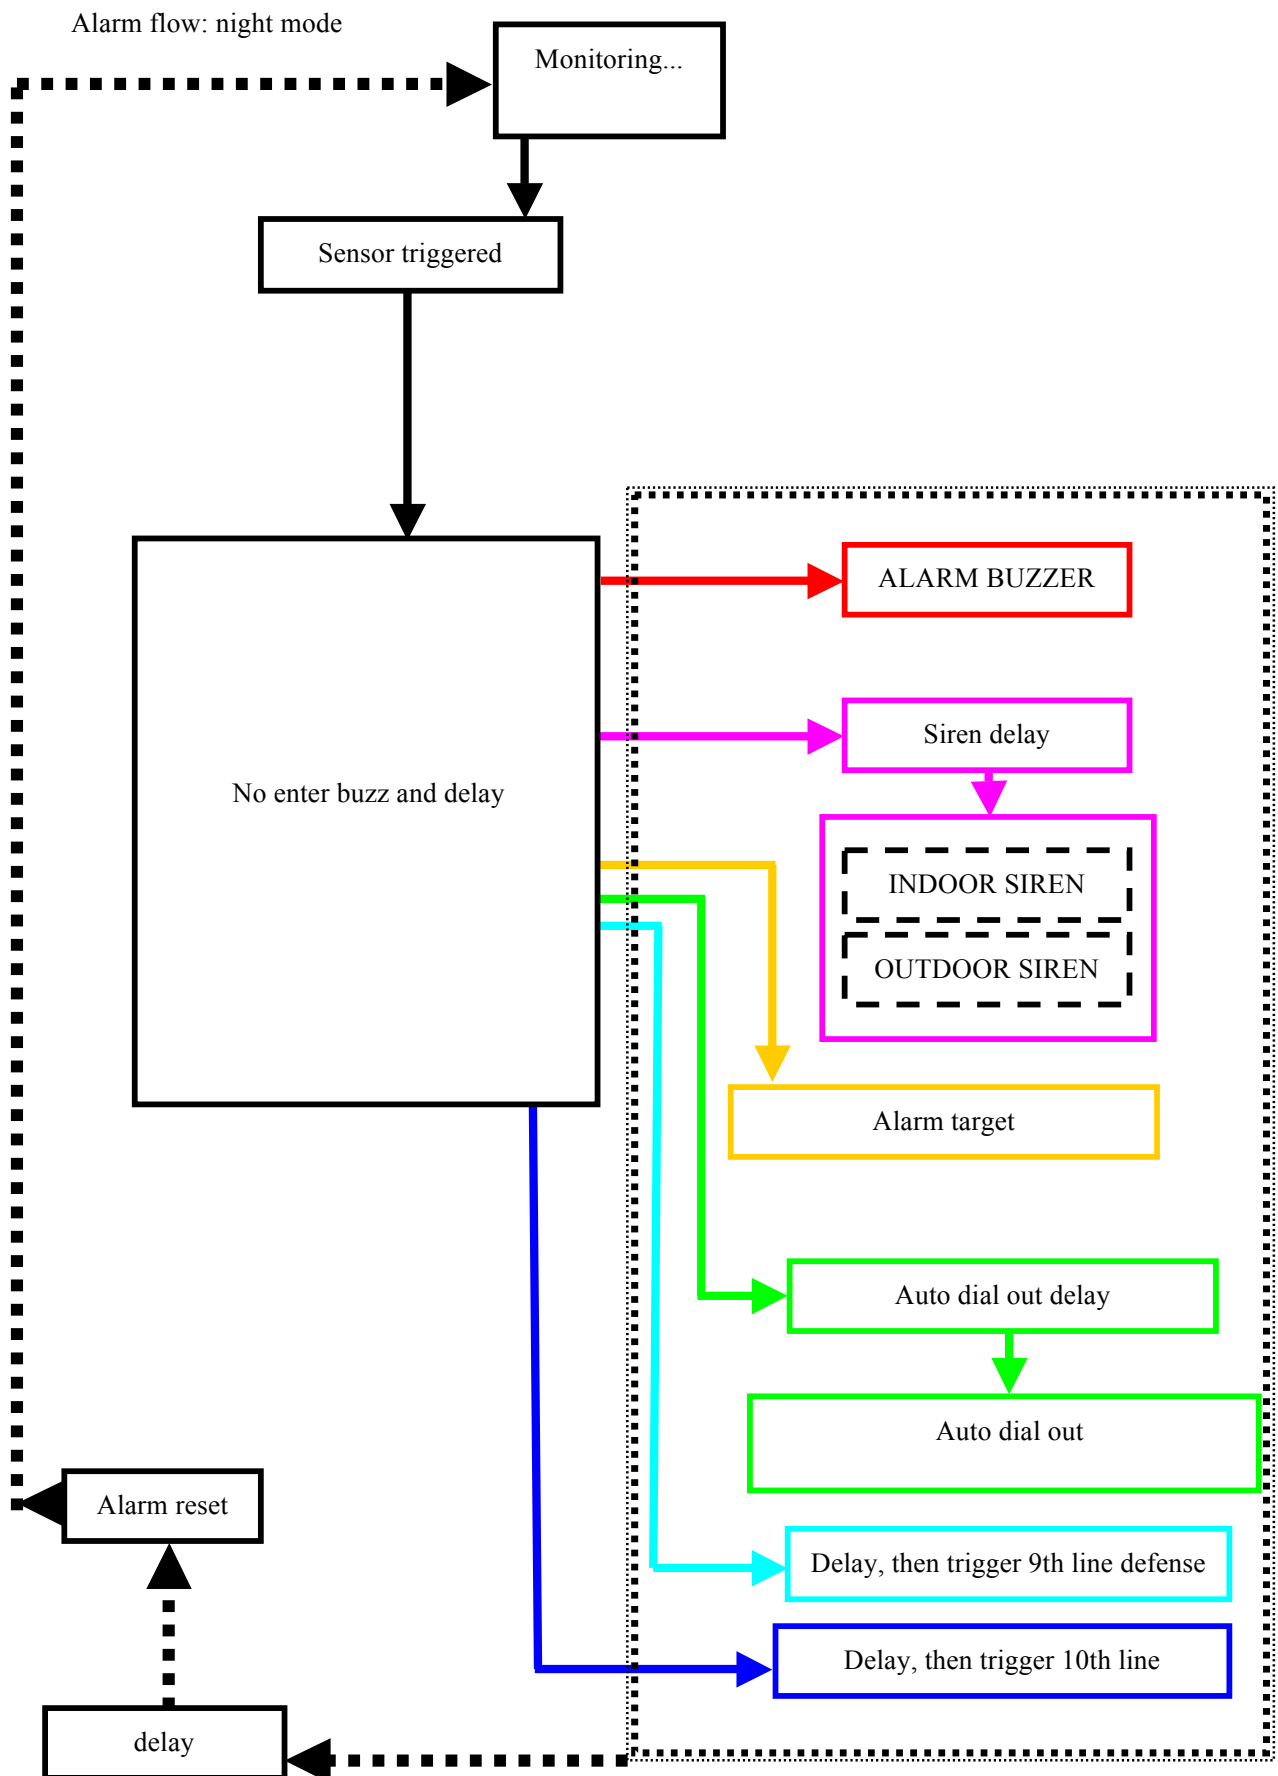 Alarm flow: night mode
Monitoring...
Sensor triggered
ALARM BUZZER
Siren delay
No enter buzz and delay
INDOOR SIREN
OUTDOOR SIREN
Alarm target
Auto dial out delay
Auto dial out
Alarm reset
Delay, then trigger 9th line defense
Delay, then trigger 10th line
delay